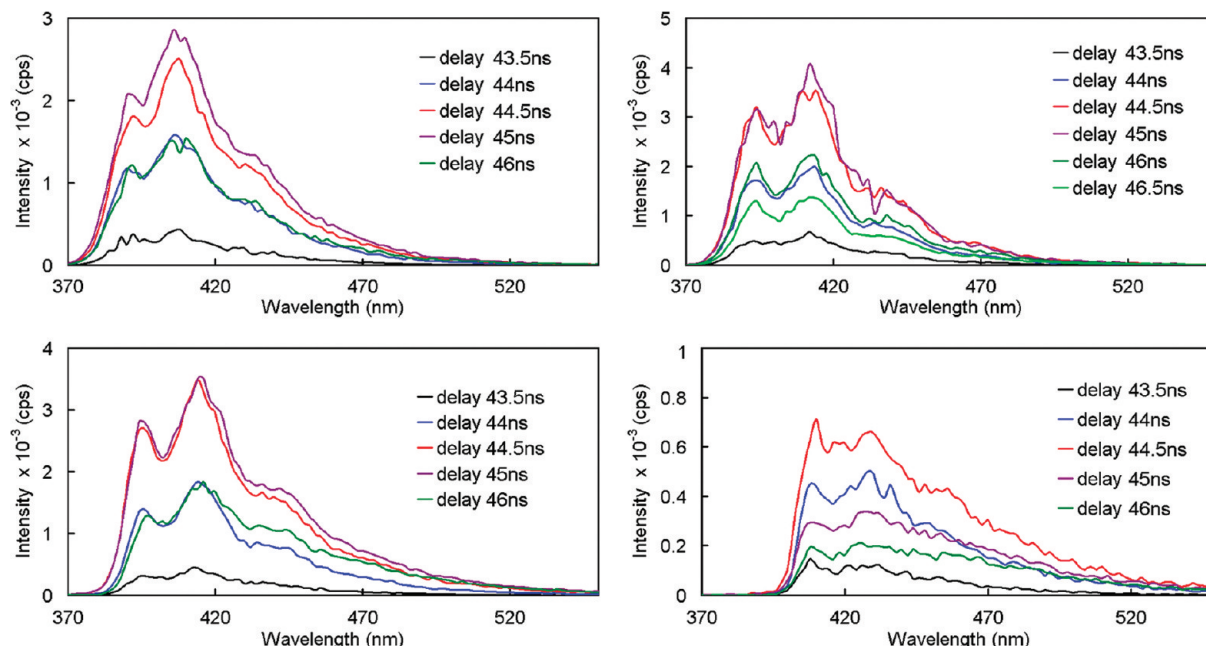 3
2
1
0
Intensity x 10⁻³ (cps)
delay 43.5ns
delay 44ns
delay 44.5ns
delay 45ns
delay 46ns
370 420 470 520
Wavelength (nm)
5
4
3
2
1
0
Intensity x 10⁻³ (cps)
delay 43.5ns
delay 44ns
delay 44.5ns
delay 45ns
delay 46ns
delay 46.5ns
370 420 470 520
Wavelength (nm)
4
3
2
1
0
Intensity x 10⁻³ (cps)
delay 43.5ns
delay 44ns
delay 44.5ns
delay 45ns
delay 46ns
370 420 470 520
Wavelength (nm)
1
0.8
0.6
0.4
0.2
0
Intensity x 10⁻³ (cps)
delay 43.5ns
delay 44ns
delay 44.5ns
delay 45ns
delay 46ns
370 420 470 520
Wavelength (nm)